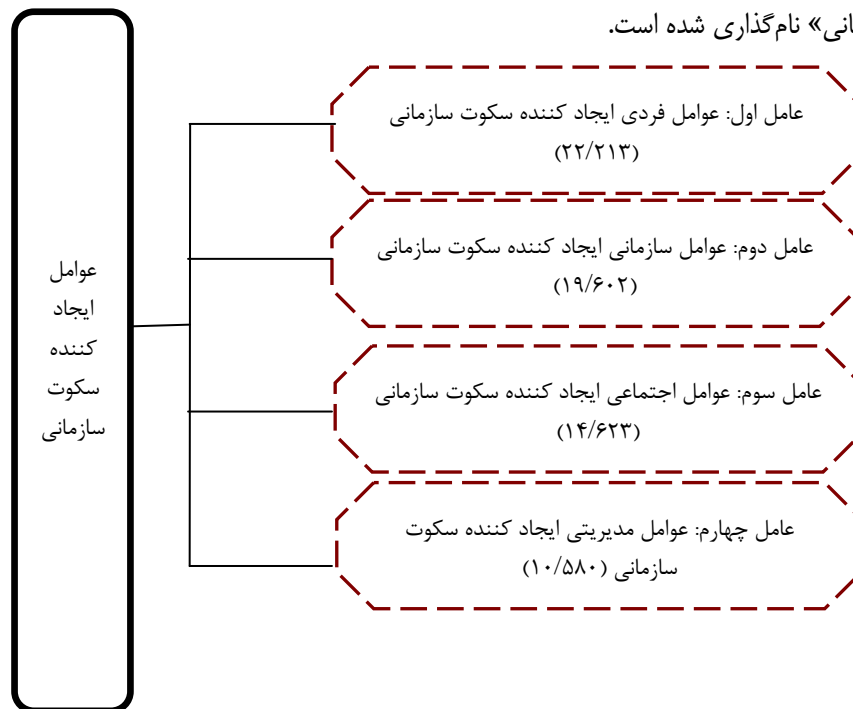 انی» نام‌گذاری شده است.
عامل اول: عوامل فردی ایجاد کننده سکوت سازمانی
(۲۲/۲۱۳)
عامل دوم: عوامل سازمانی ایجاد کننده سکوت سازمانی
(۱۹/۶۰۲)
عامل سوم: عوامل اجتماعی ایجاد کننده سکوت سازمانی
(۱۴/۶۲۳)
عامل چهارم: عوامل مدیریتی ایجاد کننده سکوت
سازمانی (۱۰/۵۸۰)
عوامل
ایجاد
کننده
سکوت
سازمانی